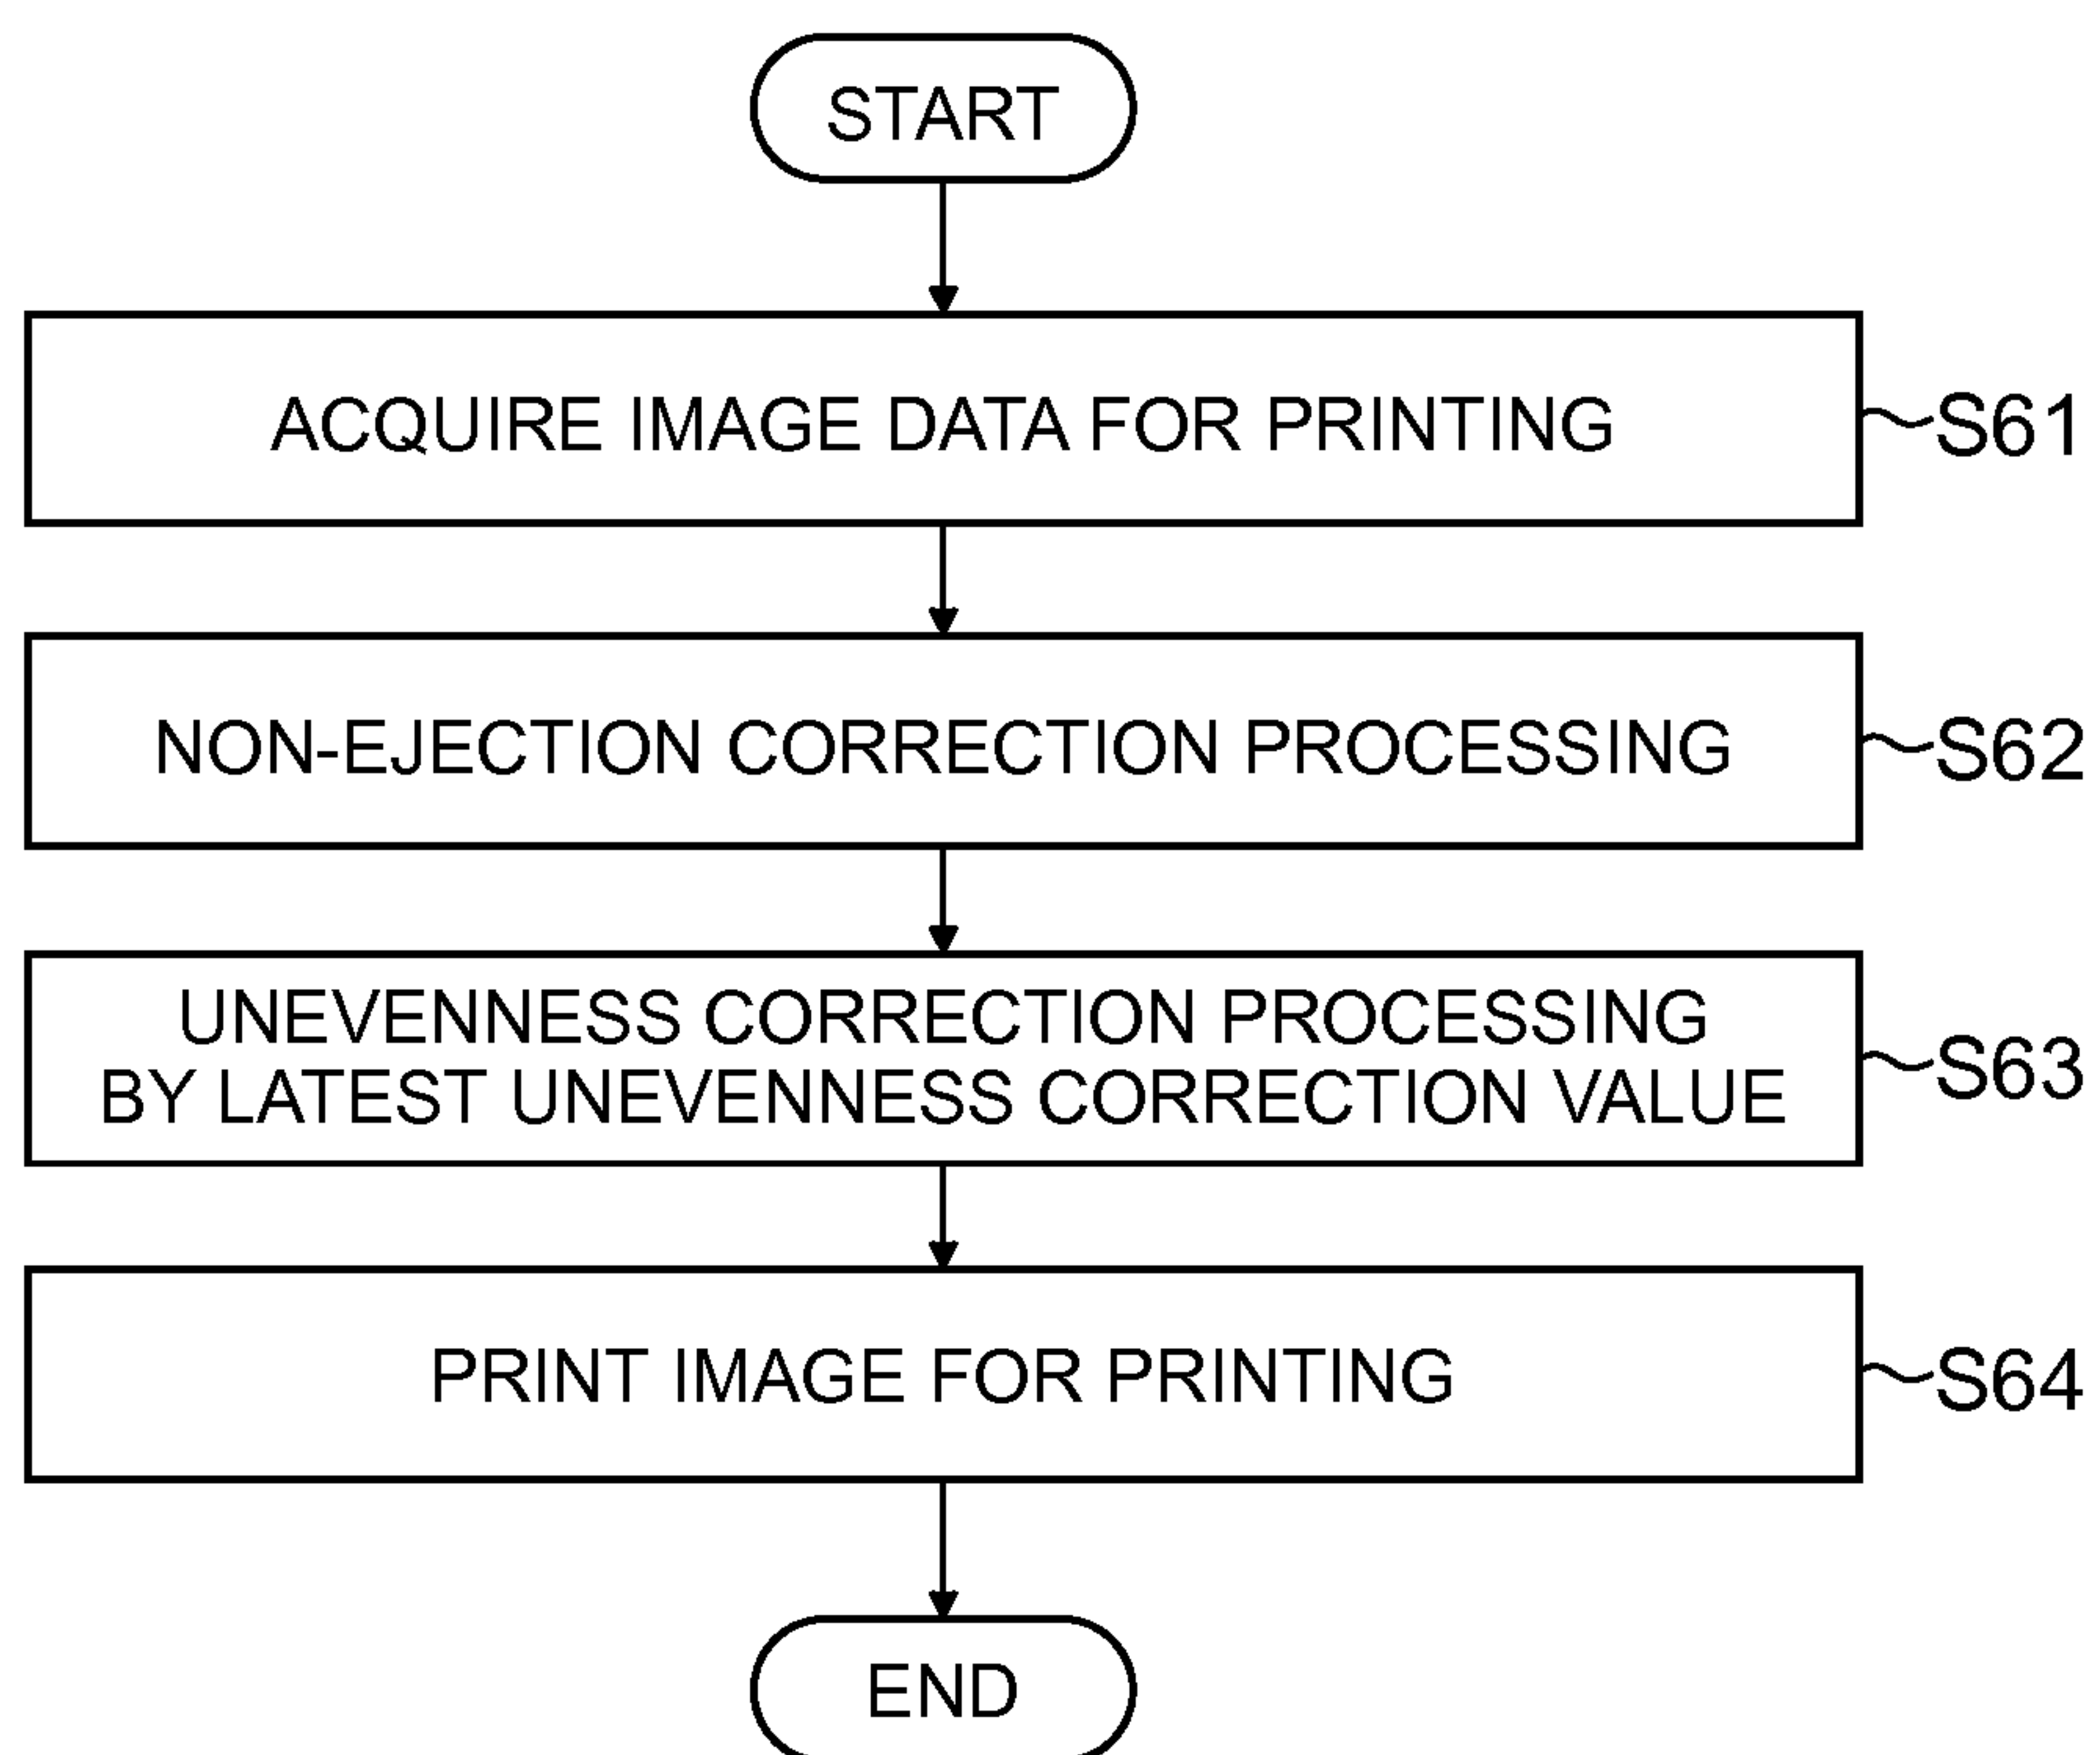 START
ACQUIRE IMAGE DATA FOR PRINTING
S61
NON-EJECTION CORRECTION PROCESSING
S62
UNEVENNESS CORRECTION PROCESSING
BY LATEST UNEVENNESS CORRECTION VALUE
S63
PRINT IMAGE FOR PRINTING
S64
END